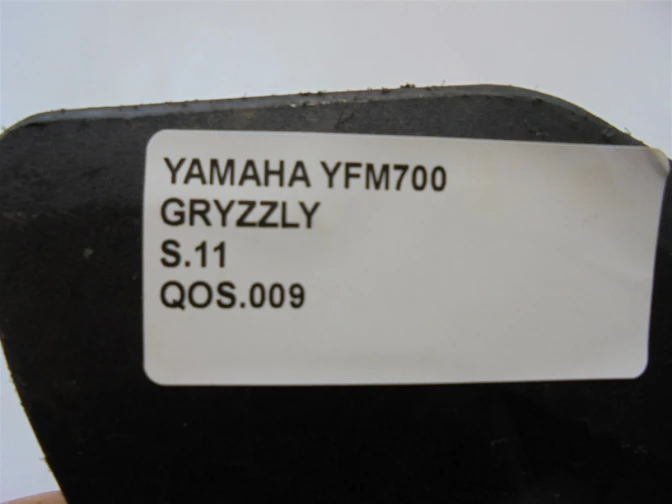 YAMAHA YFM700
GRYZZLY
S.11
QOS.009